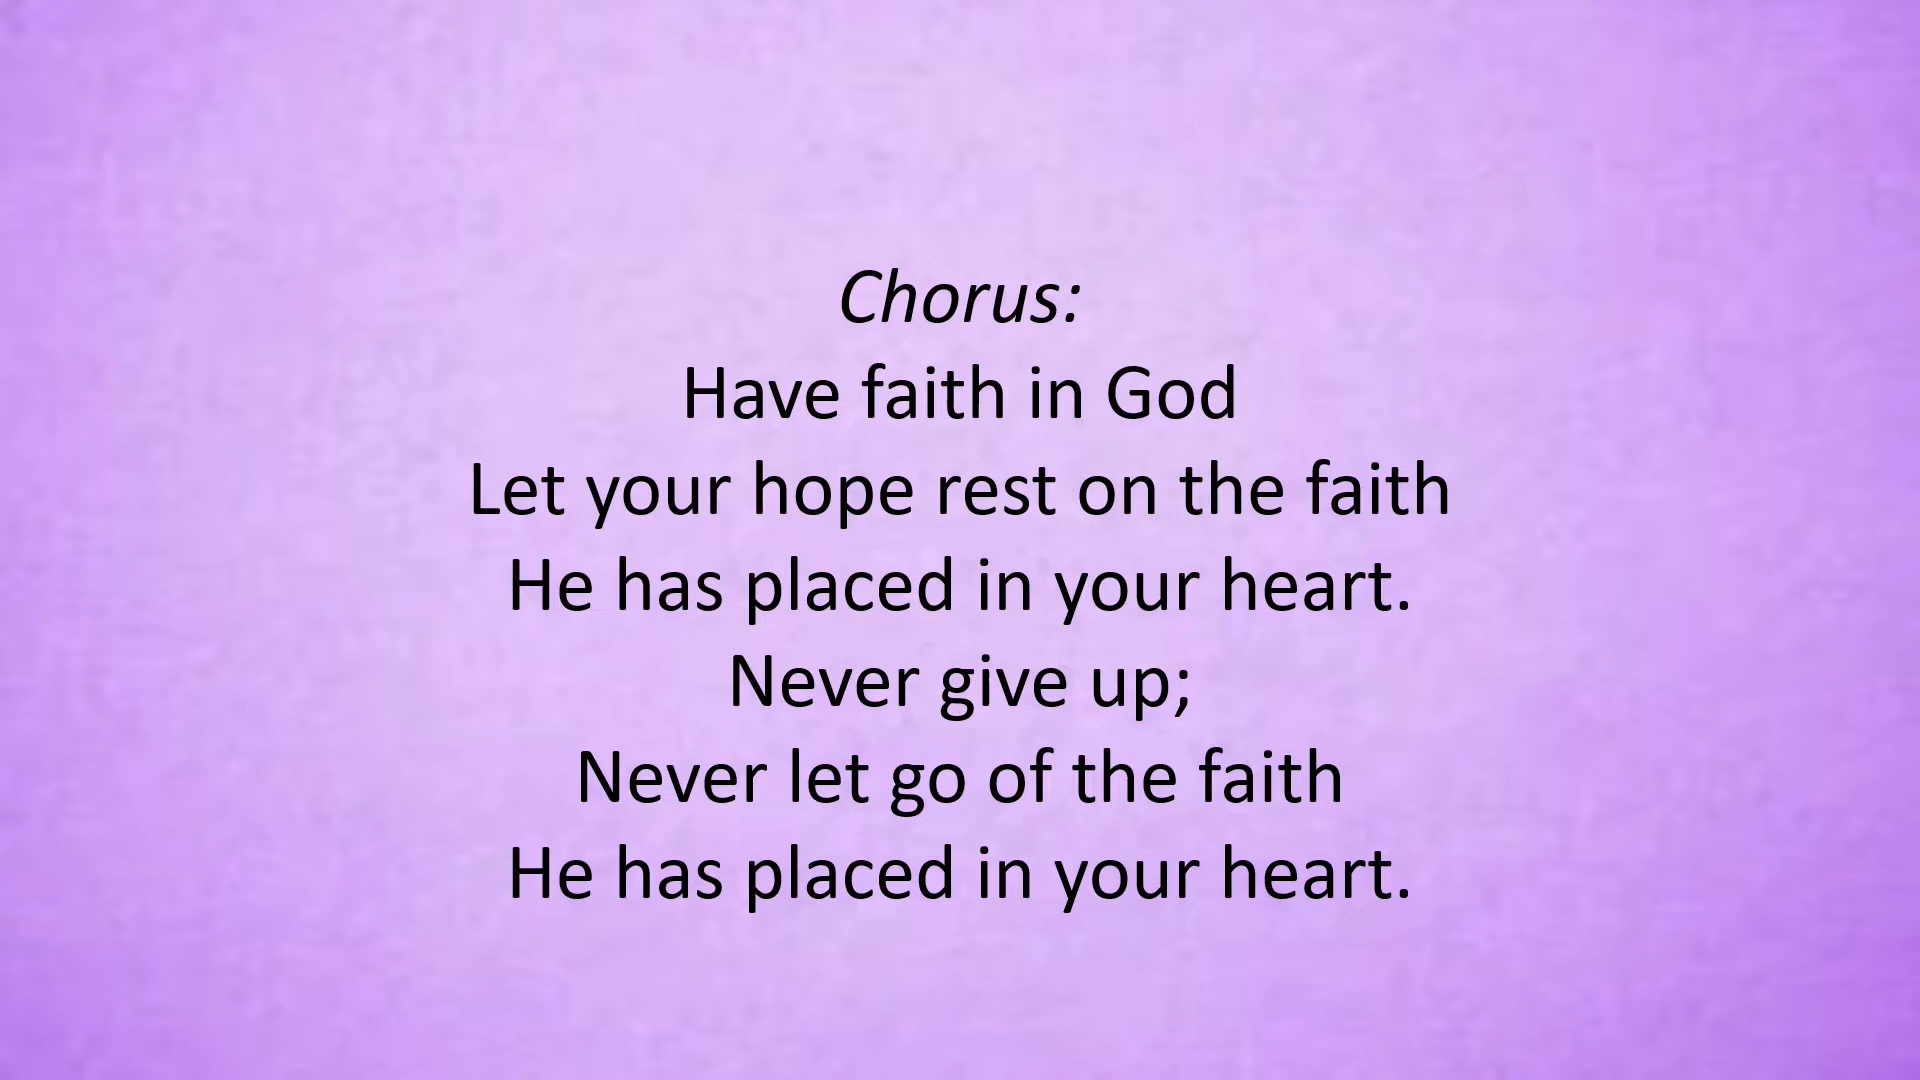 Chorus:
Have faith in God
Let your hope rest on the faith
He has placed in your heart.
Never give up;
Never let go of the faith
He has placed in your heart.